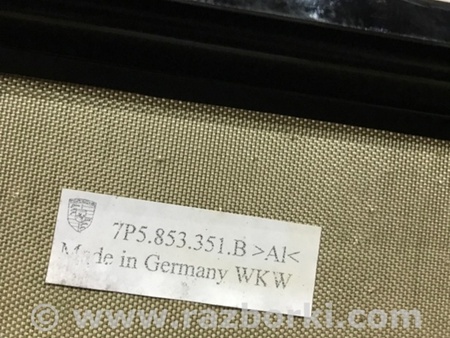 7P5.853.351.B >Al<
Made in Germany WKW
© www.razborki.com